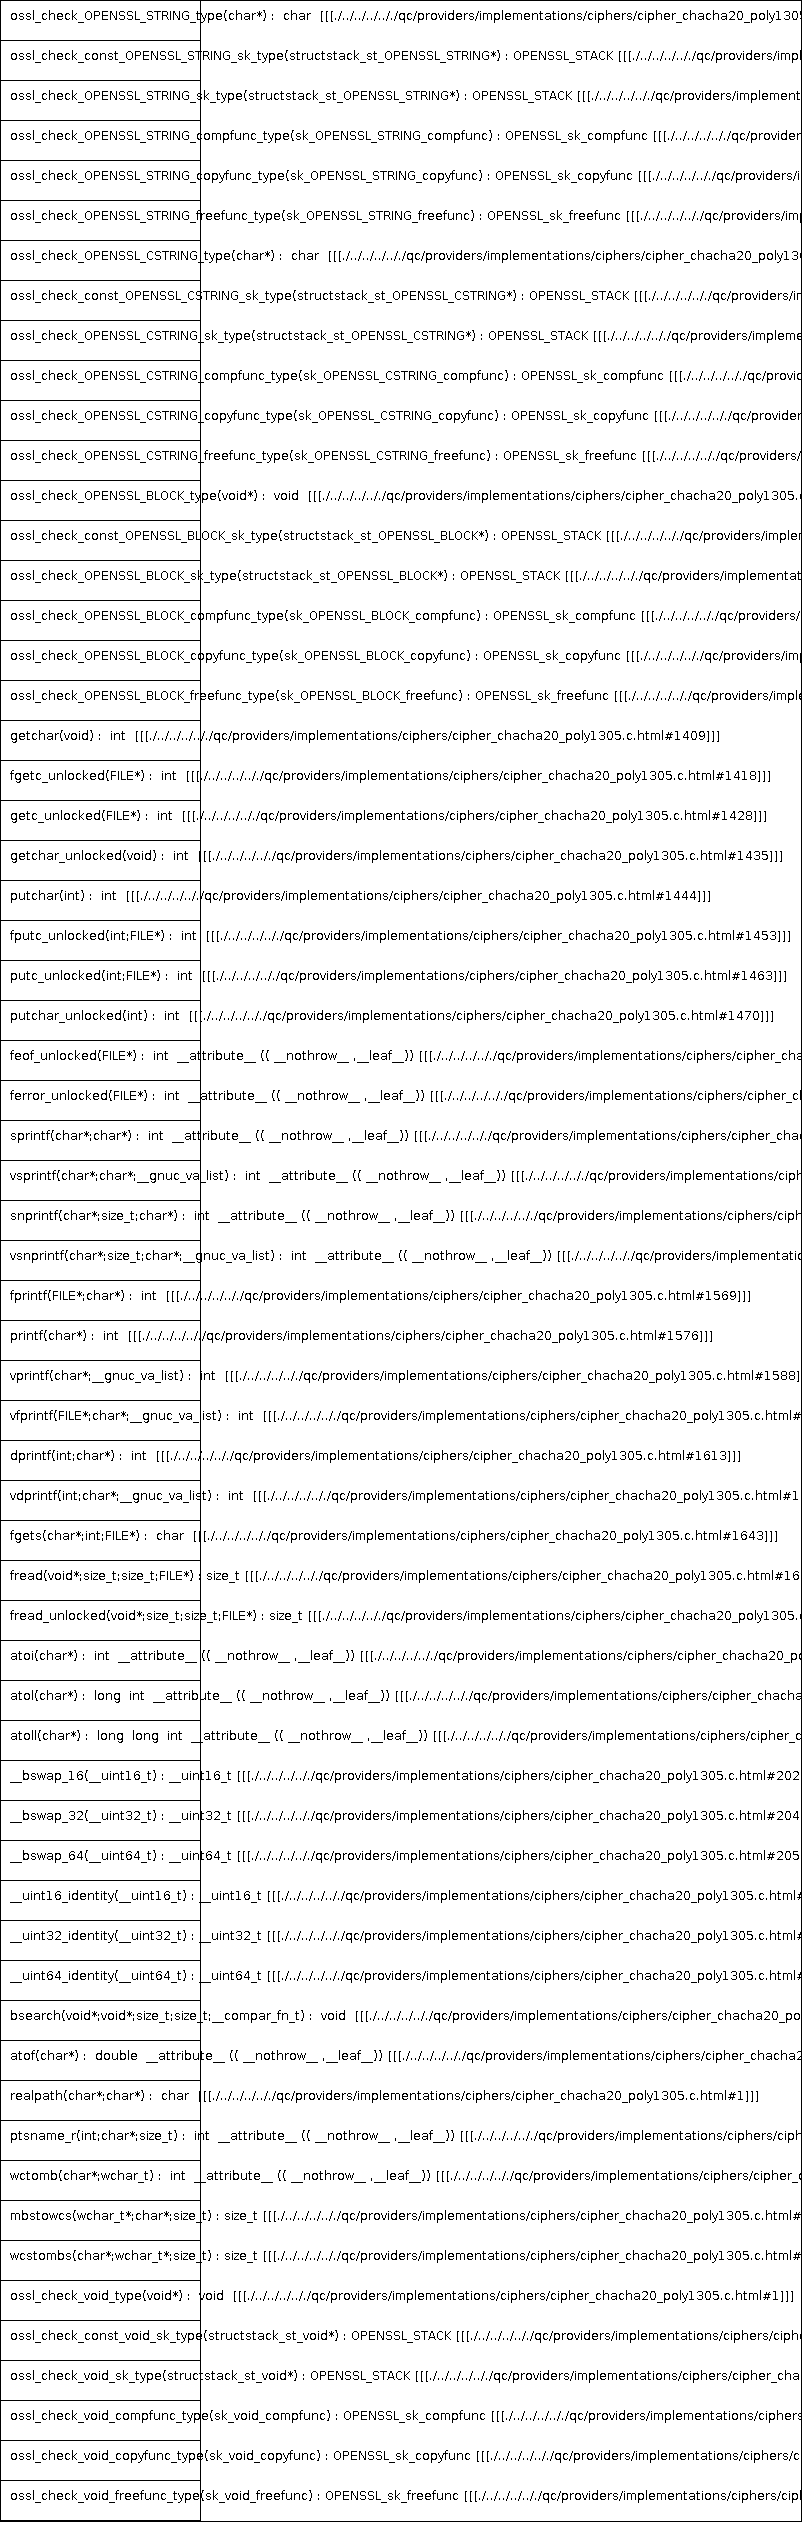 ossl_check_OPENSSL_STRING_type(char*) :  char  [[[./../../../../../qc/providers/implementations/ciphers/cipher_chacha20_poly1305
ossl_check_const_OPENSSL_STRING_sk_type(structstack_st_OPENSSL_STRING*) : OPENSSL_STACK [[[./../../../../../qc/providers/impl
ossl_check_OPENSSL_STRING_sk_type(structstack_st_OPENSSL_STRING*) : OPENSSL_STACK [[[./../../../../../qc/providers/implement
ossl_check_OPENSSL_STRING_compfunc_type(sk_OPENSSL_STRING_compfunc) : OPENSSL_sk_compfunc [[[./../../../../../qc/provider
ossl_check_OPENSSL_STRING_copyfunc_type(sk_OPENSSL_STRING_copyfunc) : OPENSSL_sk_copyfunc [[[./../../../../../qc/providers/i
ossl_check_OPENSSL_STRING_freefunc_type(sk_OPENSSL_STRING_freefunc) : OPENSSL_sk_freefunc [[[./../../../../../qc/providers/im
ossl_check_OPENSSL_CSTRING_type(char*) :  char  [[[./../../../../../qc/providers/implementations/ciphers/cipher_chacha20_poly13
ossl_check_const_OPENSSL_CSTRING_sk_type(structstack_st_OPENSSL_CSTRING*) : OPENSSL_STACK [[[./../../../../../qc/providers/i
ossl_check_OPENSSL_CSTRING_sk_type(structstack_st_OPENSSL_CSTRING*) : OPENSSL_STACK [[[./../../../../../qc/providers/impleme
ossl_check_OPENSSL_CSTRING_compfunc_type(sk_OPENSSL_CSTRING_compfunc) : OPENSSL_sk_compfunc [[[./../../../../../qc/provi
ossl_check_OPENSSL_CSTRING_copyfunc_type(sk_OPENSSL_CSTRING_copyfunc) : OPENSSL_sk_copyfunc [[[./../../../../../qc/provider
ossl_check_OPENSSL_CSTRING_freefunc_type(sk_OPENSSL_CSTRING_freefunc) : OPENSSL_sk_freefunc [[[./../../../../../qc/providers/
ossl_check_OPENSSL_BLOCK_type(void*) :  void  [[[./../../../../../qc/providers/implementations/ciphers/cipher_chacha20_poly1305.
ossl_check_const_OPENSSL_BLOCK_sk_type(structstack_st_OPENSSL_BLOCK*) : OPENSSL_STACK [[[./../../../../../qc/providers/imple
ossl_check_OPENSSL_BLOCK_sk_type(structstack_st_OPENSSL_BLOCK*) : OPENSSL_STACK [[[./../../../../../qc/providers/implementat
ossl_check_OPENSSL_BLOCK_compfunc_type(sk_OPENSSL_BLOCK_compfunc) : OPENSSL_sk_compfunc [[[./../../../../../qc/providers/
ossl_check_OPENSSL_BLOCK_copyfunc_type(sk_OPENSSL_BLOCK_copyfunc) : OPENSSL_sk_copyfunc [[[./../../../../../qc/providers/im
ossl_check_OPENSSL_BLOCK_freefunc_type(sk_OPENSSL_BLOCK_freefunc) : OPENSSL_sk_freefunc [[[./../../../../../qc/providers/imple
getchar(void) :  int  [[[./../../../../../qc/providers/implementations/ciphers/cipher_chacha20_poly1305.c.html#1409]]]
fgetc_unlocked(FILE*) :  int  [[[./../../../../../qc/providers/implementations/ciphers/cipher_chacha20_poly1305.c.html#1418]]]
getc_unlocked(FILE*) :  int  [[[./../../../../../qc/providers/implementations/ciphers/cipher_chacha20_poly1305.c.html#1428]]]
getchar_unlocked(void) :  int  [[[./../../../../../qc/providers/implementations/ciphers/cipher_chacha20_poly1305.c.html#1435]]]
putchar(int) :  int  [[[./../../../../../qc/providers/implementations/ciphers/cipher_chacha20_poly1305.c.html#1444]]]
fputc_unlocked(int;FILE*) :  int  [[[./../../../../../qc/providers/implementations/ciphers/cipher_chacha20_poly1305.c.html#1453]]]
putc_unlocked(int;FILE*) :  int  [[[./../../../../../qc/providers/implementations/ciphers/cipher_chacha20_poly1305.c.html#1463]]]
putchar_unlocked(int) :  int  [[[./../../../../../qc/providers/implementations/ciphers/cipher_chacha20_poly1305.c.html#1470]]]
feof_unlocked(FILE*) :  int  __attribute__ (( __nothrow__ ,__leaf__)) [[[./../../../../../qc/providers/implementations/ciphers/cipher_cha
ferror_unlocked(FILE*) :  int  __attribute__ (( __nothrow__ ,__leaf__)) [[[./../../../../../qc/providers/implementations/ciphers/cipher_c
sprintf(char*;char*) :  int  __attribute__ (( __nothrow__ ,__leaf__)) [[[./../../../../../qc/providers/implementations/ciphers/cipher_cha
vsprintf(char*;char*;__gnuc_va_list) :  int  __attribute__ (( __nothrow__ ,__leaf__)) [[[./../../../../../qc/providers/implementations/ciph
snprintf(char*;size_t;char*) :  int  __attribute__ (( __nothrow__ ,__leaf__)) [[[./../../../../../qc/providers/implementations/ciphers/ciph
vsnprintf(char*;size_t;char*;__gnuc_va_list) :  int  __attribute__ (( __nothrow__ ,__leaf__)) [[[./../../../../../qc/providers/implementatio
fprintf(FILE*;char*) :  int  [[[./../../../../../qc/providers/implementations/ciphers/cipher_chacha20_poly1305.c.html#1569]]]
printf(char*) :  int  [[[./../../../../../qc/providers/implementations/ciphers/cipher_chacha20_poly1305.c.html#1576]]]
vprintf(char*;__gnuc_va_list) :  int  [[[./../../../../../qc/providers/implementations/ciphers/cipher_chacha20_poly1305.c.html#1588]
vfprintf(FILE*;char*;__gnuc_va_list) :  int  [[[./../../../../../qc/providers/implementations/ciphers/cipher_chacha20_poly1305.c.html#
dprintf(int;char*) :  int  [[[./../../../../../qc/providers/implementations/ciphers/cipher_chacha20_poly1305.c.html#1613]]]
vdprintf(int;char*;__gnuc_va_list) :  int  [[[./../../../../../qc/providers/implementations/ciphers/cipher_chacha20_poly1305.c.html#1
fgets(char*;int;FILE*) :  char  [[[./../../../../../qc/providers/implementations/ciphers/cipher_chacha20_poly1305.c.html#1643]]]
fread(void*;size_t;size_t;FILE*) : size_t [[[./../../../../../qc/providers/implementations/ciphers/cipher_chacha20_poly1305.c.html#16
fread_unlocked(void*;size_t;size_t;FILE*) : size_t [[[./../../../../../qc/providers/implementations/ciphers/cipher_chacha20_poly1305.
atoi(char*) :  int  __attribute__ (( __nothrow__ ,__leaf__)) [[[./../../../../../qc/providers/implementations/ciphers/cipher_chacha20_po
atol(char*) :  long  int  __attribute__ (( __nothrow__ ,__leaf__)) [[[./../../../../../qc/providers/implementations/ciphers/cipher_chacha
atoll(char*) :  long  long  int  __attribute__ (( __nothrow__ ,__leaf__)) [[[./../../../../../qc/providers/implementations/ciphers/cipher_c
__bswap_16(__uint16_t) : __uint16_t [[[./../../../../../qc/providers/implementations/ciphers/cipher_chacha20_poly1305.c.html#202
__bswap_32(__uint32_t) : __uint32_t [[[./../../../../../qc/providers/implementations/ciphers/cipher_chacha20_poly1305.c.html#204
__bswap_64(__uint64_t) : __uint64_t [[[./../../../../../qc/providers/implementations/ciphers/cipher_chacha20_poly1305.c.html#205
__uint16_identity(__uint16_t) : __uint16_t [[[./../../../../../qc/providers/implementations/ciphers/cipher_chacha20_poly1305.c.html#
__uint32_identity(__uint32_t) : __uint32_t [[[./../../../../../qc/providers/implementations/ciphers/cipher_chacha20_poly1305.c.html#
__uint64_identity(__uint64_t) : __uint64_t [[[./../../../../../qc/providers/implementations/ciphers/cipher_chacha20_poly1305.c.html#
bsearch(void*;void*;size_t;size_t;__compar_fn_t) :  void  [[[./../../../../../qc/providers/implementations/ciphers/cipher_chacha20_po
atof(char*) :  double  __attribute__ (( __nothrow__ ,__leaf__)) [[[./../../../../../qc/providers/implementations/ciphers/cipher_chacha2
realpath(char*;char*) :  char  [[[./../../../../../qc/providers/implementations/ciphers/cipher_chacha20_poly1305.c.html#1]]]
ptsname_r(int;char*;size_t) :  int  __attribute__ (( __nothrow__ ,__leaf__)) [[[./../../../../../qc/providers/implementations/ciphers/ciph
wctomb(char*;wchar_t) :  int  __attribute__ (( __nothrow__ ,__leaf__)) [[[./../../../../../qc/providers/implementations/ciphers/cipher_c
mbstowcs(wchar_t*;char*;size_t) : size_t [[[./../../../../../qc/providers/implementations/ciphers/cipher_chacha20_poly1305.c.html#
wcstombs(char*;wchar_t*;size_t) : size_t [[[./../../../../../qc/providers/implementations/ciphers/cipher_chacha20_poly1305.c.html#
ossl_check_void_type(void*) :  void  [[[./../../../../../qc/providers/implementations/ciphers/cipher_chacha20_poly1305.c.html#1]]]
ossl_check_const_void_sk_type(structstack_st_void*) : OPENSSL_STACK [[[./../../../../../qc/providers/implementations/ciphers/ciphe
ossl_check_void_sk_type(structstack_st_void*) : OPENSSL_STACK [[[./../../../../../qc/providers/implementations/ciphers/cipher_cha
ossl_check_void_compfunc_type(sk_void_compfunc) : OPENSSL_sk_compfunc [[[./../../../../../qc/providers/implementations/ciphers
ossl_check_void_copyfunc_type(sk_void_copyfunc) : OPENSSL_sk_copyfunc [[[./../../../../../qc/providers/implementations/ciphers/c
ossl_check_void_freefunc_type(sk_void_freefunc) : OPENSSL_sk_freefunc [[[./../../../../../qc/providers/implementations/ciphers/cip